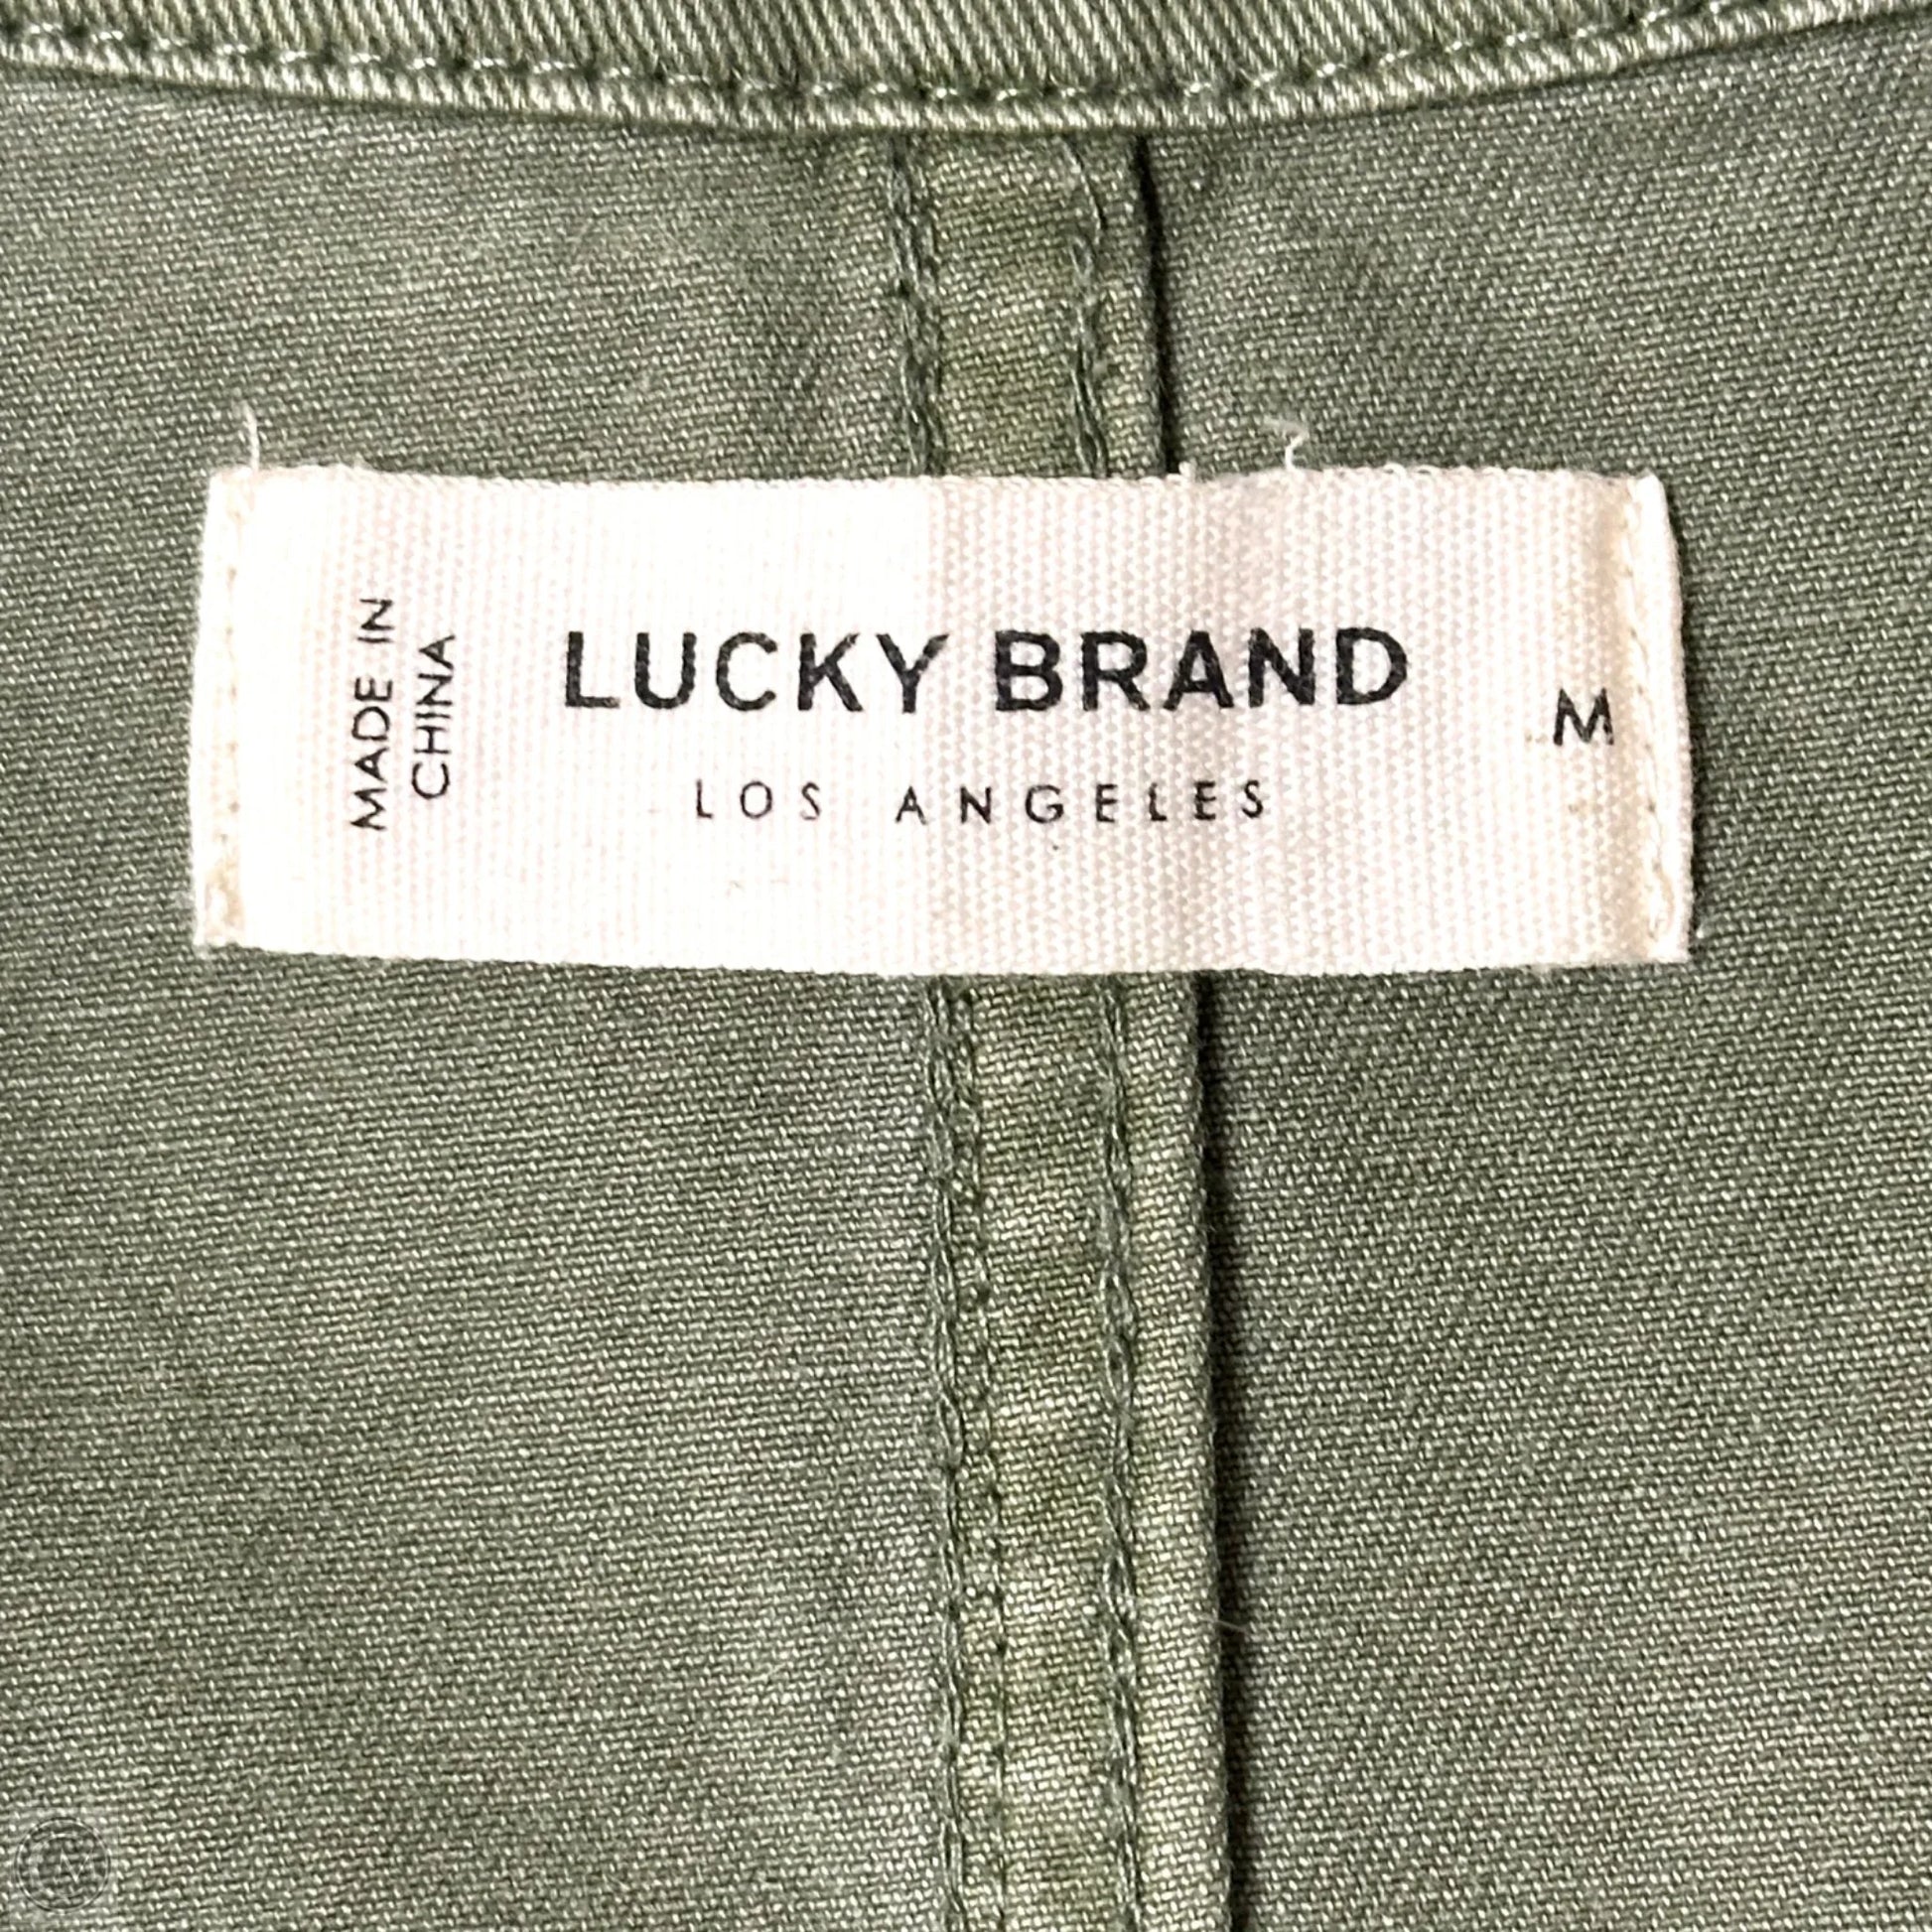 MADE IN
CHINA
LUCKY BRAND
LOS ANGELES
M